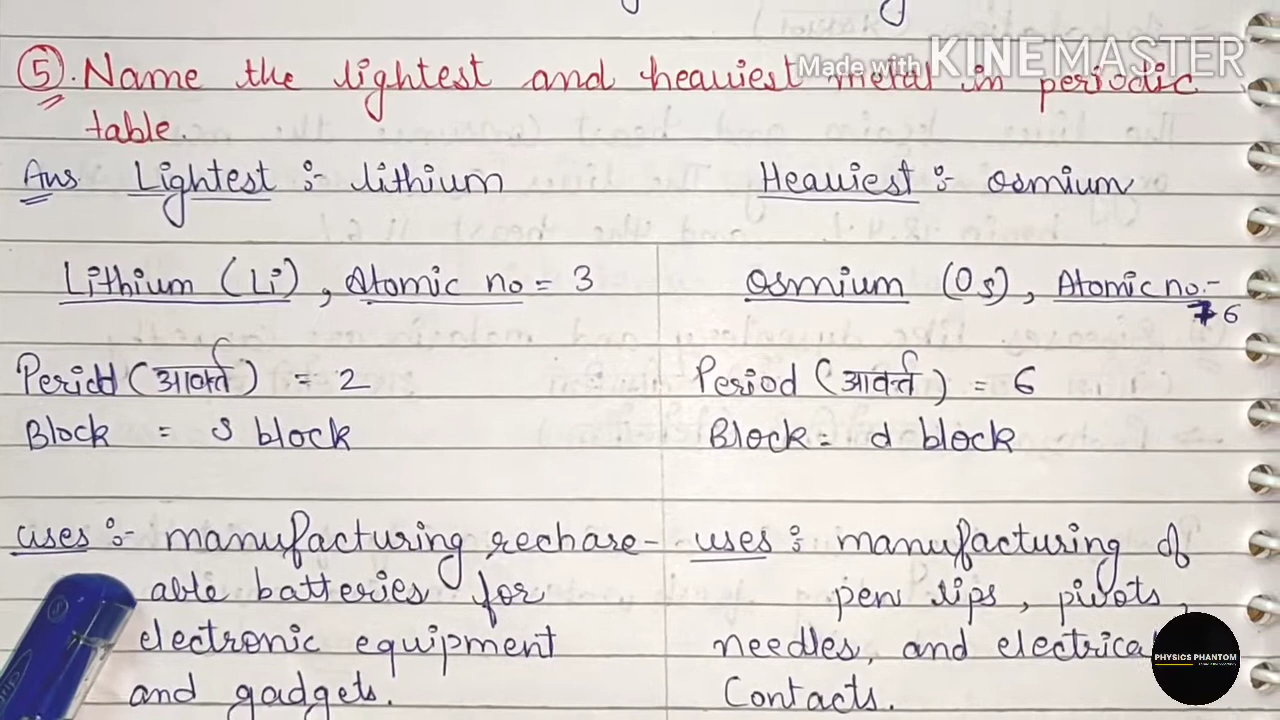 ⑤. Name the lightest and heaviest metal in periodic
Made with KINEMASTER
table.
Ans. Lightest :- lithium Heaviest :- osmium
Lithium (Li), Atomic no = 3 Osmium (Os), Atomic no.-
76
Period (आवर्त्त) = 2 Period (आवर्त्त) = 6
Block = S block Block = d block
uses :- manufacturing rechare- uses : manufacturing of
able batteries for pen tips, pivots,
electronic equipment needles, and electrical
and gadgets. Contacts.
PHYSICS PHANTOM